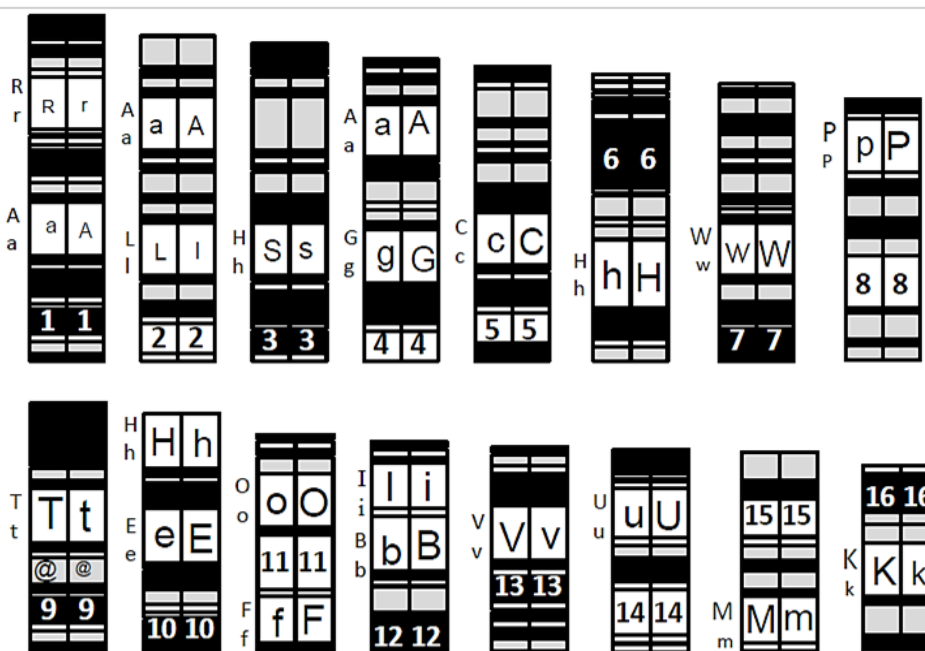 R r
R r
A a
a A
1 1
A a
a A
L l
L l
2 2
H h
S s
3 3
A a
a A
G g
g G
4 4
C c
c C
5 5
6 6
H h
h H
W w
w W
7 7
P p
p P
8 8
T t
T t
@ @
9 9
H h
H h
E e
e E
10 10
O o
o O
11 11
F f
f F
I i
I i
B b
b B
12 12
V v
V v
13 13
U u
u U
14 14
15 15
M m
M m
16 16
K k
K k